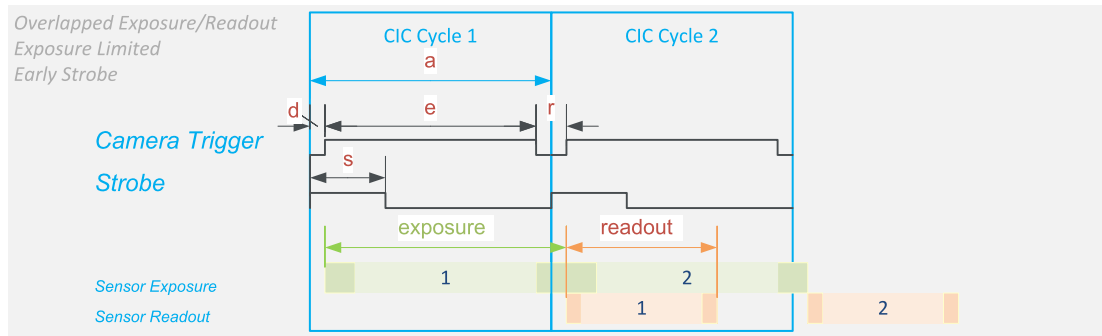 Overlapped Exposure/Readout
Exposure Limited
Early Strobe
CIC Cycle 1
CIC Cycle 2
a
d
e
r
Camera Trigger
s
Strobe
exposure
readout
Sensor Exposure
1
2
Sensor Readout
1
2